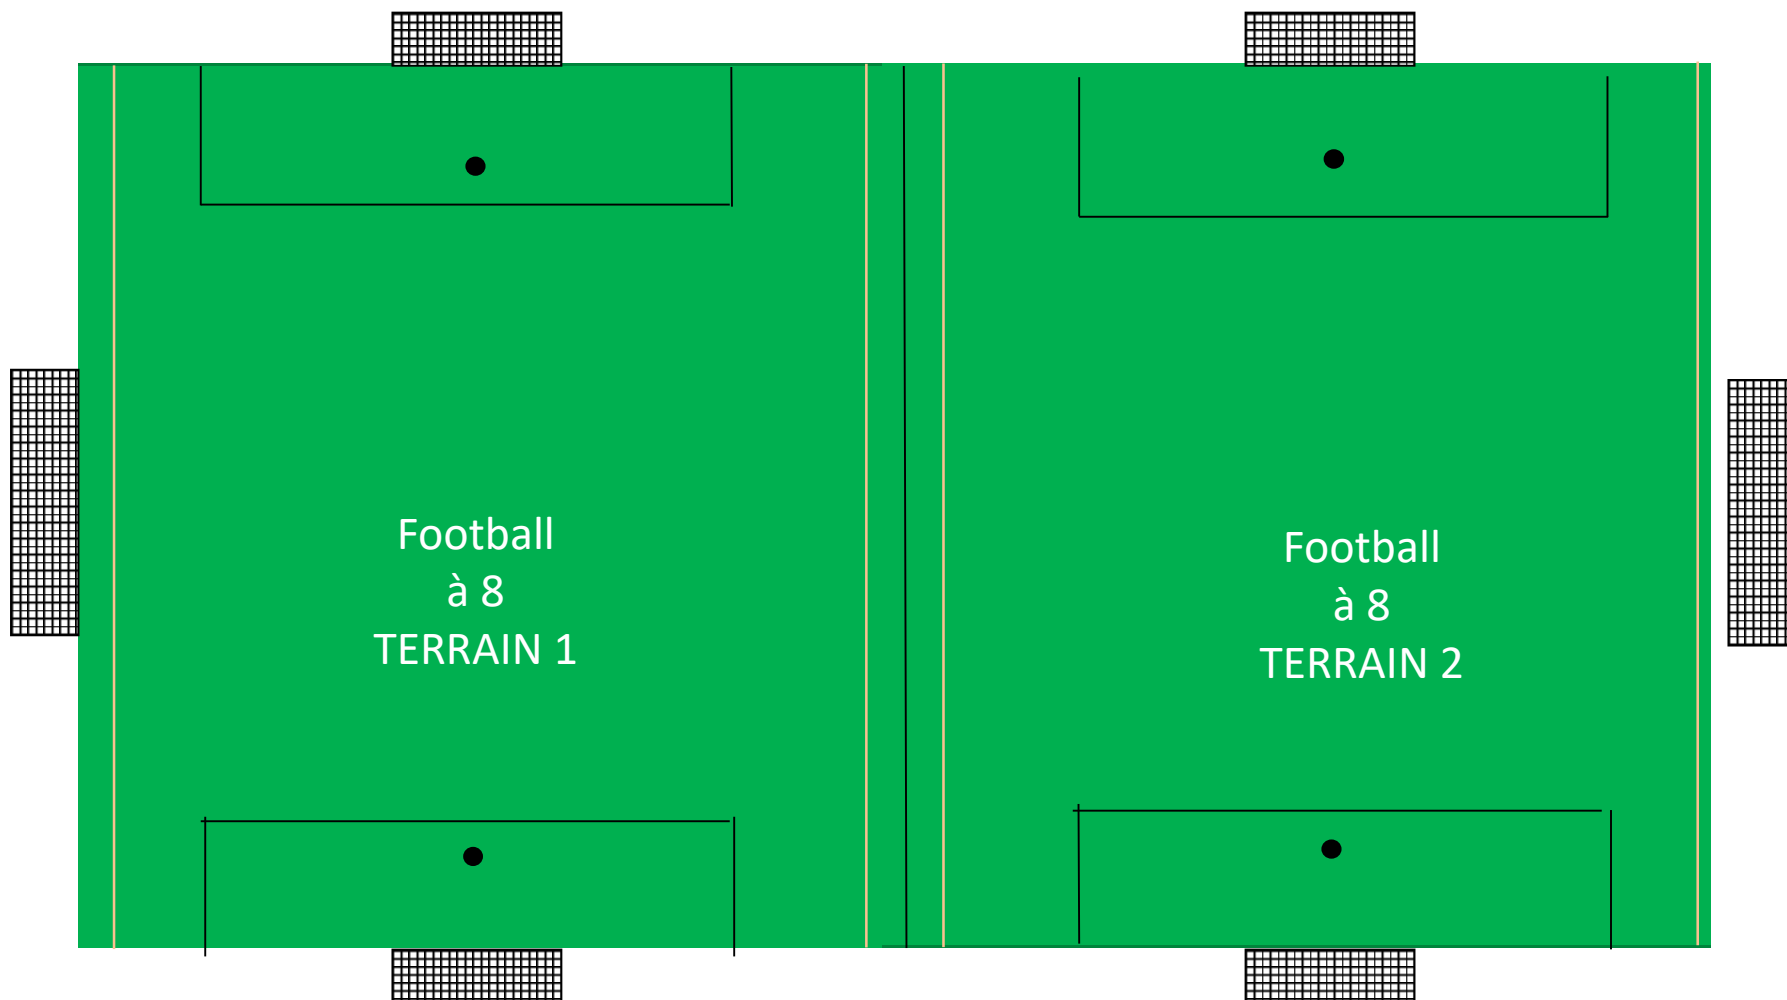 Football
à 8
TERRAIN 1
Football
à 8
TERRAIN 2